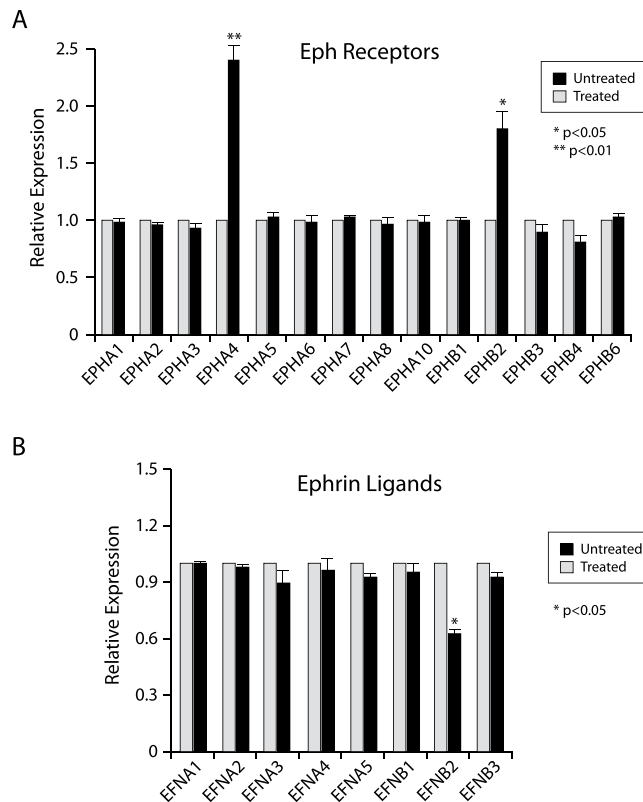 A
Eph Receptors
Untreated
Treated
* p<0.05
** p<0.01
Relative Expression
2.5
2.0
1.5
1.0
0.5
0
**
*
EPHA1
EPHA2
EPHA3
EPHA4
EPHA5
EPHA6
EPHA7
EPHA8
EPHA10
EPHB1
EPHB2
EPHB3
EPHB4
EPHB6
B
Ephrin Ligands
Untreated
Treated
* p<0.05
Relative Expression
1.5
1.2
0.9
0.6
0.3
0
*
EFNA1
EFNA2
EFNA3
EFNA4
EFNA5
EFNB1
EFNB2
EFNB3